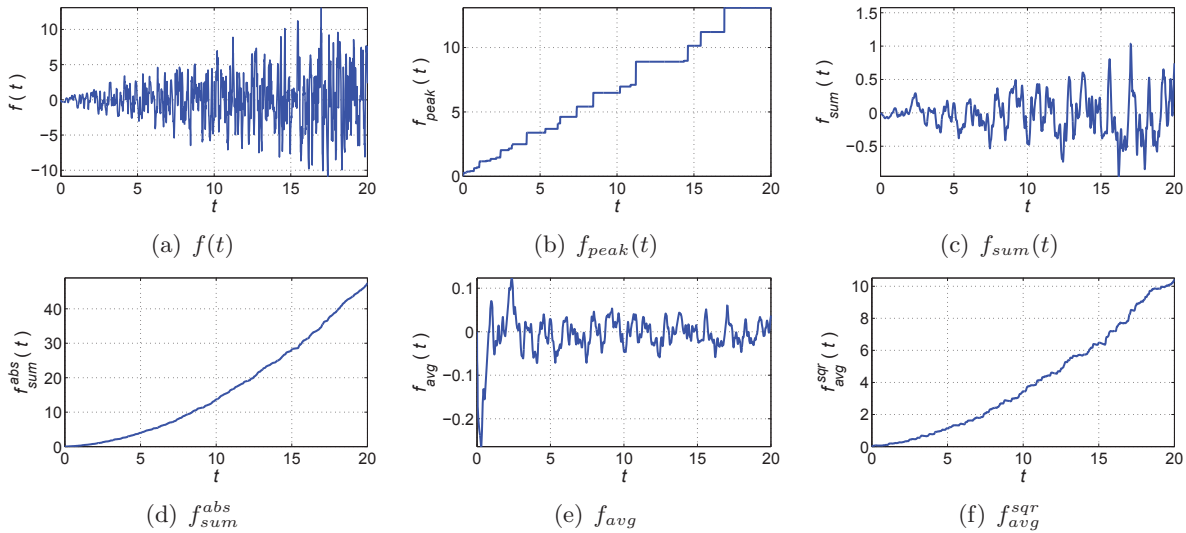 10
5
0
−5
−10
f (t)
0 5 10 15 20
t
(a) f(t)
10
5
0
f_peak (t)
0 5 10 15 20
t
(b) f_peak(t)
1.5
1
0.5
0
−0.5
f_sum (t)
0 5 10 15 20
t
(c) f_sum(t)
40
30
20
10
0
f_sum^abs (t)
0 5 10 15 20
t
(d) f_sum^abs
0.1
0
−0.1
−0.2
f_avg (t)
0 5 10 15 20
t
(e) f_avg
10
8
6
4
2
0
f_avg^sqr (t)
0 5 10 15 20
t
(f) f_avg^sqr